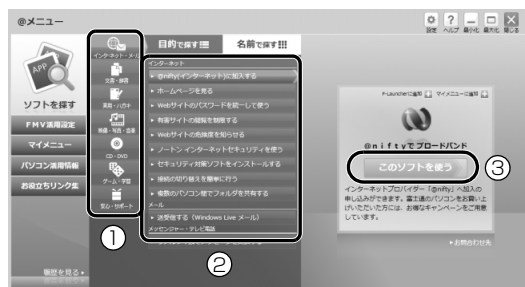 @メニュー
設定 ヘルプ 最小化 最大化 閉じる
APP
ソフトを探す
FMV活用設定
マイメニュー
パソコン活用情報
お役立ちリンク集
履歴を見る
インターネット・メール
文書・辞書
実用・ハガキ
映像・写真・音楽
CD・DVD
ゲーム・学習
安心・サポート
①
目的で探す
名前で探す
インターネット
@nifty(インターネット)に加入する
ホームページを見る
Webサイトのパスワードを統一して使う
有害サイトの閲覧を制限する
Webサイトの危険度を知らせる
ノートン インターネットセキュリティを使う
セキュリティ対策ソフトをインストールする
接続の切り替えを簡単に行う
複数のパソコン間でフォルダを共有する
メール
送受信する（Windows Live メール）
メッセンジャー・テレビ電話
②
F-Launcherに追加 マイメニューに追加
@niftyでブロードバンド
このソフトを使う
③
インターネットプロバイダー「@nifty」へ加入の
申し込みができます。富士通のパソコンをお買い上
げいただいた方には、お得なキャンペーンをご用意
しています。
お問合わせ先